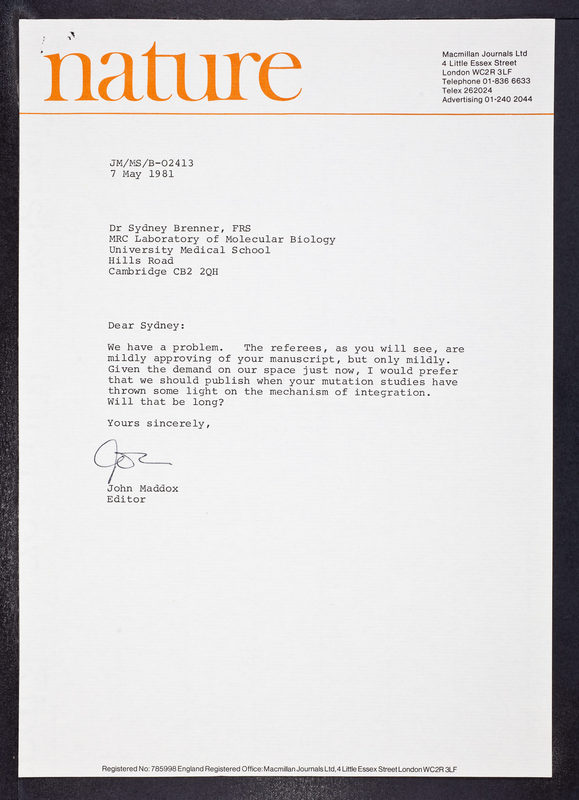 nature
Macmillan Journals Ltd
4 Little Essex Street
London WC2R 3LF
Telephone 01-836 6633
Telex 262024
Advertising 01-240 2044
JM/MS/B-02413
7 May 1981
Dr Sydney Brenner, FRS
MRC Laboratory of Molecular Biology
University Medical School
Hills Road
Cambridge CB2 2QH
Dear Sydney:
We have a problem. The referees, as you will see, are
mildly approving of your manuscript, but only mildly.
Given the demand on our space just now, I would prefer
that we should publish when your mutation studies have
thrown some light on the mechanism of integration.
Will that be long?
Yours sincerely,
John Maddox
Editor
Registered No: 785998 England Registered Office: Macmillan Journals Ltd, 4 Little Essex Street London WC2R 3LF